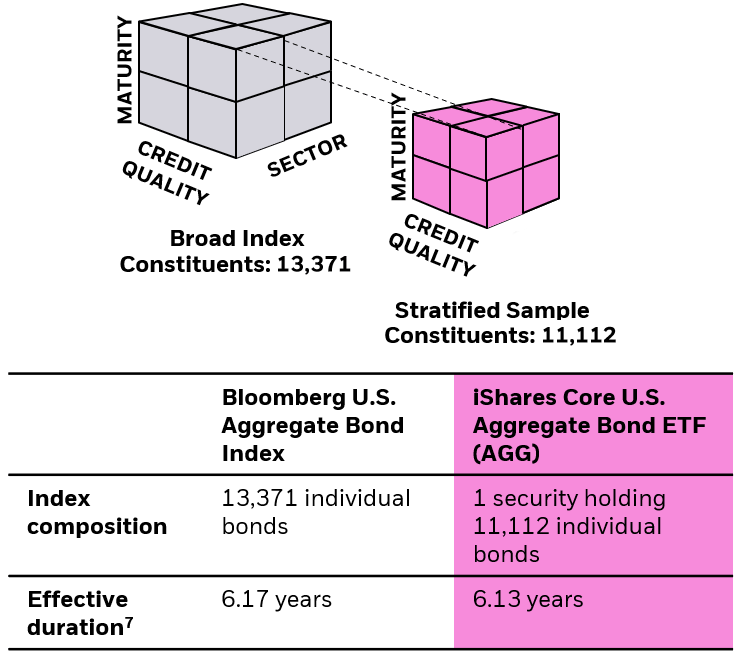 MATURITY
CREDIT
QUALITY
SECTOR
Broad Index
Constituents: 13,371
MATURITY
CREDIT
QUALITY
Stratified Sample
Constituents: 11,112
Bloomberg U.S.
Aggregate Bond
Index
iShares Core U.S.
Aggregate Bond ETF
(AGG)
Index
composition
13,371 individual
bonds
1 security holding
11,112 individual
bonds
Effective
duration⁷
6.17 years
6.13 years